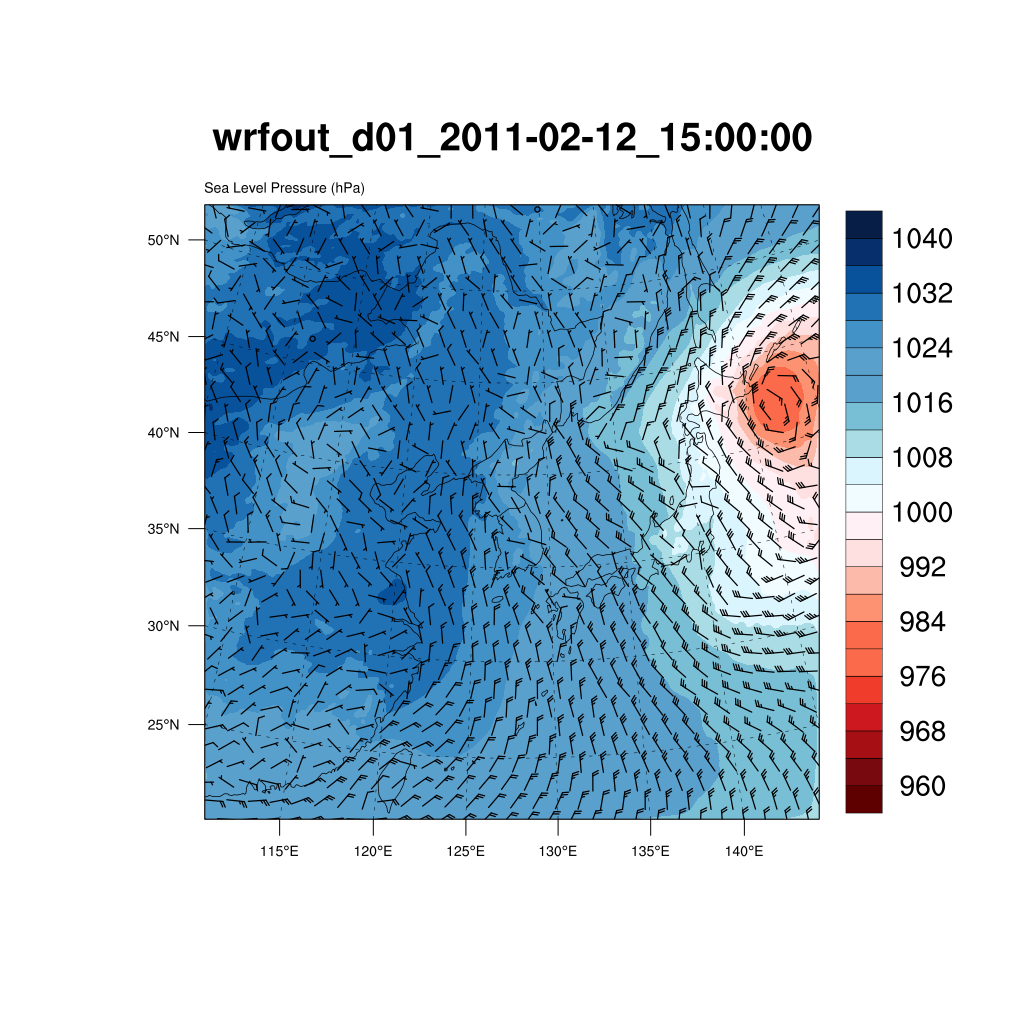 wrfout_d01_2011-02-12_15:00:00
Sea Level Pressure (hPa)
50°N
45°N
40°N
35°N
30°N
25°N
115°E
120°E
125°E
130°E
135°E
140°E
1040
1032
1024
1016
1008
1000
992
984
976
968
960